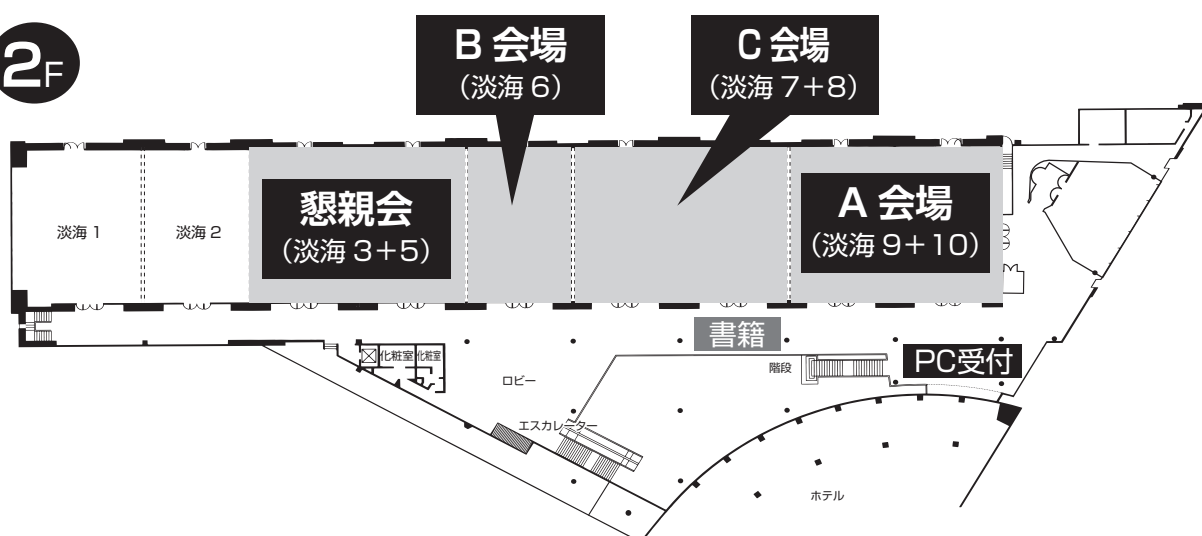 2F
B 会場
(淡海 6)
C 会場
(淡海 7+8)
淡海 1
淡海 2
懇親会
(淡海 3+5)
A 会場
(淡海 9+10)
書籍
PC受付
化粧室
化粧室
階段
ロビー
エスカレーター
ホテル